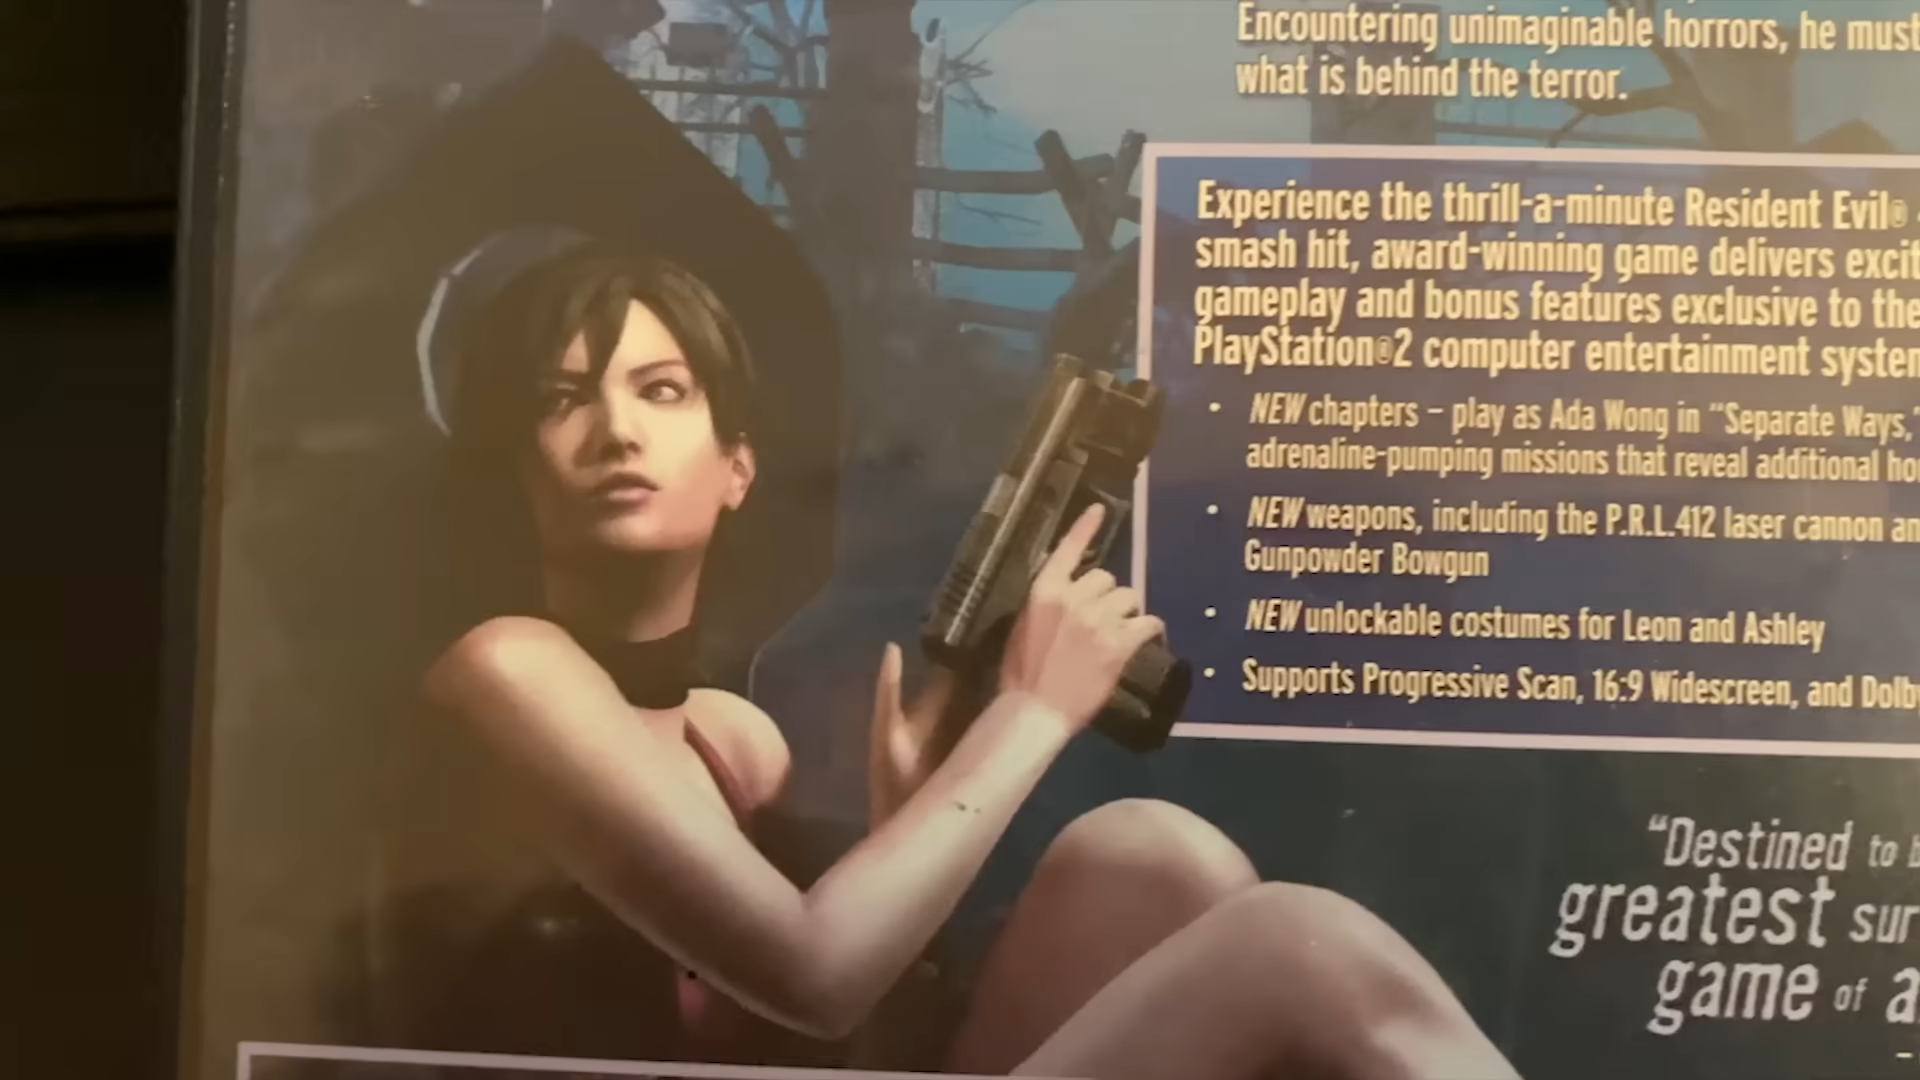 Encountering unimaginable horrors, he must
what is behind the terror.
Experience the thrill-a-minute Resident Evil®
smash hit, award-winning game delivers excit
gameplay and bonus features exclusive to the
PlayStation®2 computer entertainment system
• NEW chapters – play as Ada Wong in “Separate Ways,”
adrenaline-pumping missions that reveal additional ho
• NEW weapons, including the P.R.L.412 laser cannon an
Gunpowder Bowgun
• NEW unlockable costumes for Leon and Ashley
• Supports Progressive Scan, 16:9 Widescreen, and Dolby
“Destined to b
greatest sur
game of a